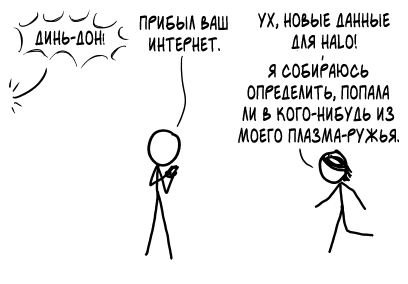 ДИНЬ-ДОН!
ПРИБЫЛ ВАШ
ИНТЕРНЕТ.
УХ, НОВЫЕ ДАННЫЕ
ДЛЯ HALO!
Я СОБИРАЮСЬ
ОПРЕДЕЛИТЬ, ПОПАЛА
ЛИ В КОГО-НИБУДЬ ИЗ
МОЕГО ПЛАЗМА-РУЖЬЯ.